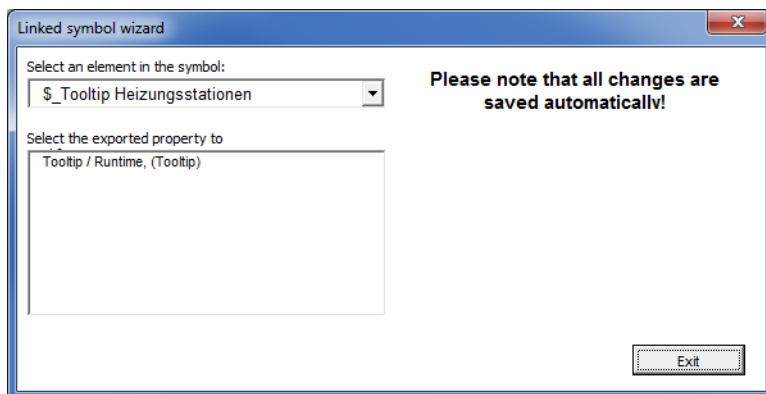 Linked symbol wizard
Select an element in the symbol:
$_Tooltip Heizungsstationen
Please note that all changes are
saved automatically!
Select the exported property to
Tooltip / Runtime, (Tooltip)
Exit